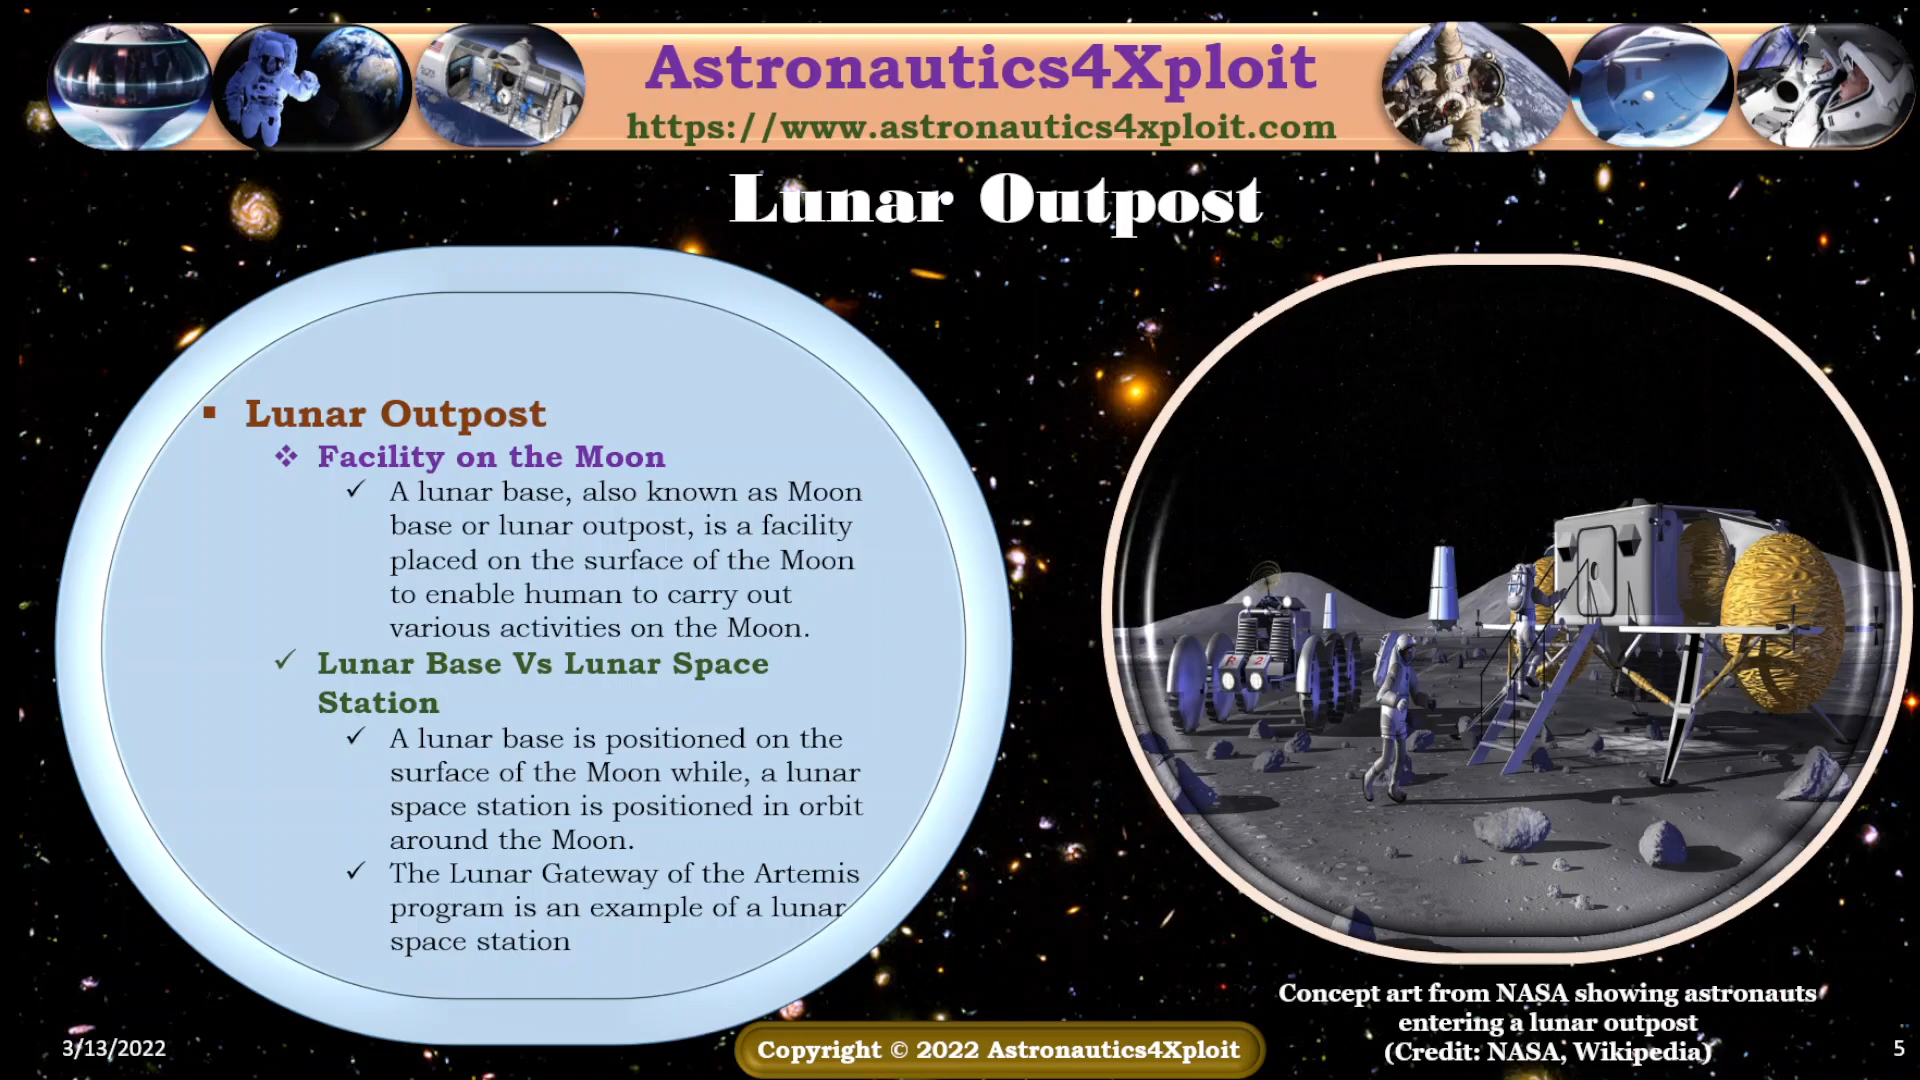 Astronautics4Xploit
https://www.astronautics4xploit.com
Lunar Outpost
▪ Lunar Outpost
❖ Facility on the Moon
✓ A lunar base, also known as Moon
base or lunar outpost, is a facility
placed on the surface of the Moon
to enable human to carry out
various activities on the Moon.
✓ Lunar Base Vs Lunar Space
Station
✓ A lunar base is positioned on the
surface of the Moon while, a lunar
space station is positioned in orbit
around the Moon.
✓ The Lunar Gateway of the Artemis
program is an example of a lunar
space station
R 2
Concept art from NASA showing astronauts
entering a lunar outpost
(Credit: NASA, Wikipedia)
3/13/2022
Copyright © 2022 Astronautics4Xploit
5